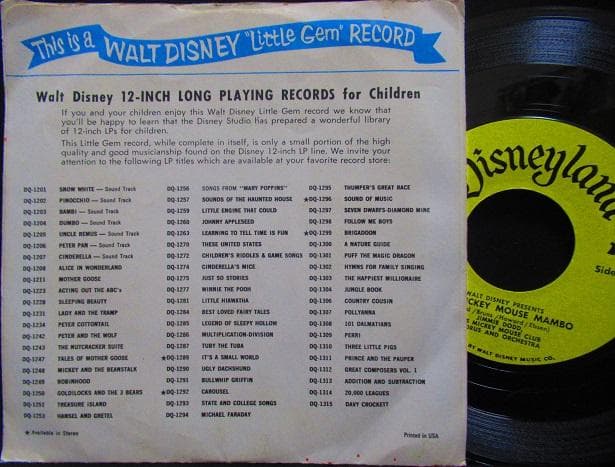 This is a WALT DISNEY "Little Gem" RECORD
Walt Disney 12-INCH LONG PLAYING RECORDS for Children
If you and your children enjoy this Walt Disney Little Gem record we know that
you'll be happy to learn that the Disney Studio has prepared a wonderful library
of 12-inch LPs for children.
This Little Gem record, while complete in itself, is only a small portion of the high
quality and good musicianship found on the Disney 12-inch LP line. We invite your
attention to the following LP titles which are available at your favorite record store:
DQ-1201 SNOW WHITE — Sound Track
DQ-1202 PINOCCHIO — Sound Track
DQ-1203 BAMBI — Sound Track
DQ-1204 DUMBO — Sound Track
DQ-1205 UNCLE REMUS — Sound Track
DQ-1206 PETER PAN — Sound Track
DQ-1207 CINDERELLA — Sound Track
DQ-1208 ALICE IN WONDERLAND
DQ-1211 MOTHER GOOSE
DQ-1223 ACTING OUT THE ABC's
DQ-1228 SLEEPING BEAUTY
DQ-1231 LADY AND THE TRAMP
DQ-1234 PETER COTTONTAIL
DQ-1242 PETER AND THE WOLF
DQ-1243 THE NUTCRACKER SUITE
DQ-1247 TALES OF MOTHER GOOSE
DQ-1248 MICKEY AND THE BEANSTALK
DQ-1249 ROBINHOOD
DQ-1250 GOLDILOCKS AND THE 3 BEARS
TREASURE ISLAND
DQ-1253 HANSEL AND GRETEL
★ Available in Stereo
DQ-1256 SONGS FROM "MARY POPPINS"
DQ-1257 SOUNDS OF THE HAUNTED HOUSE
DQ-1259 LITTLE ENGINE THAT COULD
DQ-1260 JOHNNY APPLESEED
DQ-1263 LEARNING TO TELL TIME IS FUN
DQ-1270 THESE UNITED STATES
DQ-1272 CHILDREN'S RIDDLES & GAME SONGS
DQ-1274 CINDERELLA'S MICE
DQ-1275 JUST SO STORIES
DQ-1277 WINNIE THE POOH
DQ-1281 LITTLE HIAWATHA
DQ-1284 BEST LOVED FAIRY TALES
DQ-1285 LEGEND OF SLEEPY HOLLOW
DQ-1286 MULTIPLICATION-DIVISION
DQ-1287 TUBY THE TUBA
★DQ-1289 IT'S A SMALL WORLD
DQ-1290 UGLY DACHSHUND
DQ-1291 BULLWHIP GRIFFIN
★DQ-1292 CAROUSEL
DQ-1293 STATE AND COLLEGE SONGS
DQ-1294 MICHAEL FARADAY
DQ-1295 THUMPER'S GREAT RACE
★DQ-1296 SOUND OF MUSIC
DQ-1297 SEVEN DWARFS-DIAMOND MINE
DQ-1298 FOLLOW ME BOYS
★DQ-1299 BRIGADOON
DQ-1300 A NATURE GUIDE
DQ-1301 PUFF THE MAGIC DRAGON
DQ-1302 HYMNS FOR FAMILY SINGING
DQ-1303 THE HAPPIEST MILLIONAIRE
DQ-1304 JUNGLE BOOK
DQ-1306 COUNTRY COUSIN
DQ-1307 POLLYANNA
DQ-1308 101 DALMATIANS
DQ-1309 PERRI
DQ-1310 THREE LITTLE PIGS
DQ-1311 PRINCE AND THE PAUPER
DQ-1312 GREAT COMPOSERS VOL. 1
DQ-1313 ADDITION AND SUBTRACTION
DQ-1314 20,000 LEAGUES
DQ-1315 DAVY CROCKETT
Printed in USA
Disneyland
Side
WALT DISNEY PRESENTS
MICKEY MOUSE MAMBO
/Bruns/Howard/Ebsen)
JIMMIE DODD
MICKEY MOUSE CLUB
CHORUS AND ORCHESTRA
BY WALT DISNEY MUSIC CO.